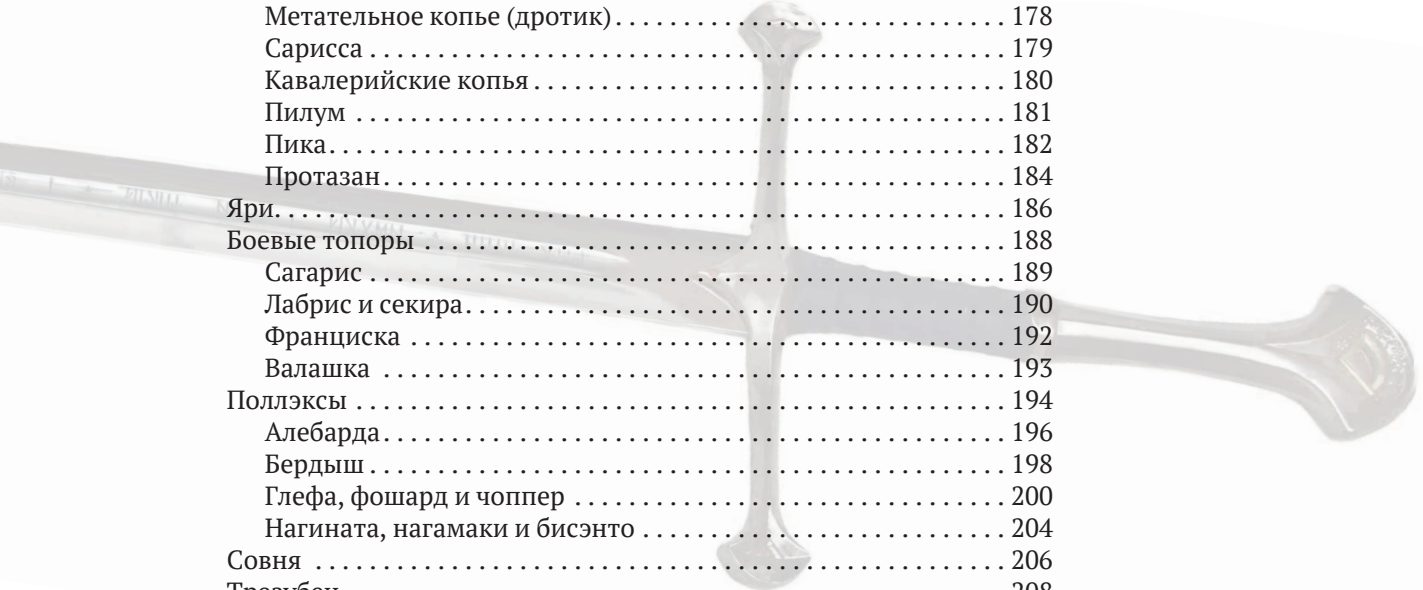 Метательное копье (дротик) . . . . . . . . . . . . . . . . . . . . . . . . . . . . . 178
Сарисса . . . . . . . . . . . . . . . . . . . . . . . . . . . . . . . . . . . . . . . . . . . . . . . 179
Кавалерийские копья . . . . . . . . . . . . . . . . . . . . . . . . . . . . . . . . . . . 180
Пилум . . . . . . . . . . . . . . . . . . . . . . . . . . . . . . . . . . . . . . . . . . . . . . . . 181
Пика . . . . . . . . . . . . . . . . . . . . . . . . . . . . . . . . . . . . . . . . . . . . . . . . . . 182
Протазан . . . . . . . . . . . . . . . . . . . . . . . . . . . . . . . . . . . . . . . . . . . . . . 184
Яри . . . . . . . . . . . . . . . . . . . . . . . . . . . . . . . . . . . . . . . . . . . . . . . . . . . . . 186
Боевые топоры . . . . . . . . . . . . . . . . . . . . . . . . . . . . . . . . . . . . . . . . . . . 188
Сагарис . . . . . . . . . . . . . . . . . . . . . . . . . . . . . . . . . . . . . . . . . . . . . . . 189
Лабрис и секира . . . . . . . . . . . . . . . . . . . . . . . . . . . . . . . . . . . . . . . . 190
Франциска . . . . . . . . . . . . . . . . . . . . . . . . . . . . . . . . . . . . . . . . . . . . 192
Валашка . . . . . . . . . . . . . . . . . . . . . . . . . . . . . . . . . . . . . . . . . . . . . . 193
Поллэксы . . . . . . . . . . . . . . . . . . . . . . . . . . . . . . . . . . . . . . . . . . . . . . . . 194
Алебарда . . . . . . . . . . . . . . . . . . . . . . . . . . . . . . . . . . . . . . . . . . . . . . 196
Бердыш . . . . . . . . . . . . . . . . . . . . . . . . . . . . . . . . . . . . . . . . . . . . . . . 198
Глефа, фошард и чоппер . . . . . . . . . . . . . . . . . . . . . . . . . . . . . . . . 200
Нагината, нагамаки и бисэнто . . . . . . . . . . . . . . . . . . . . . . . . . . . 204
Совня . . . . . . . . . . . . . . . . . . . . . . . . . . . . . . . . . . . . . . . . . . . . . . . . . . . 206